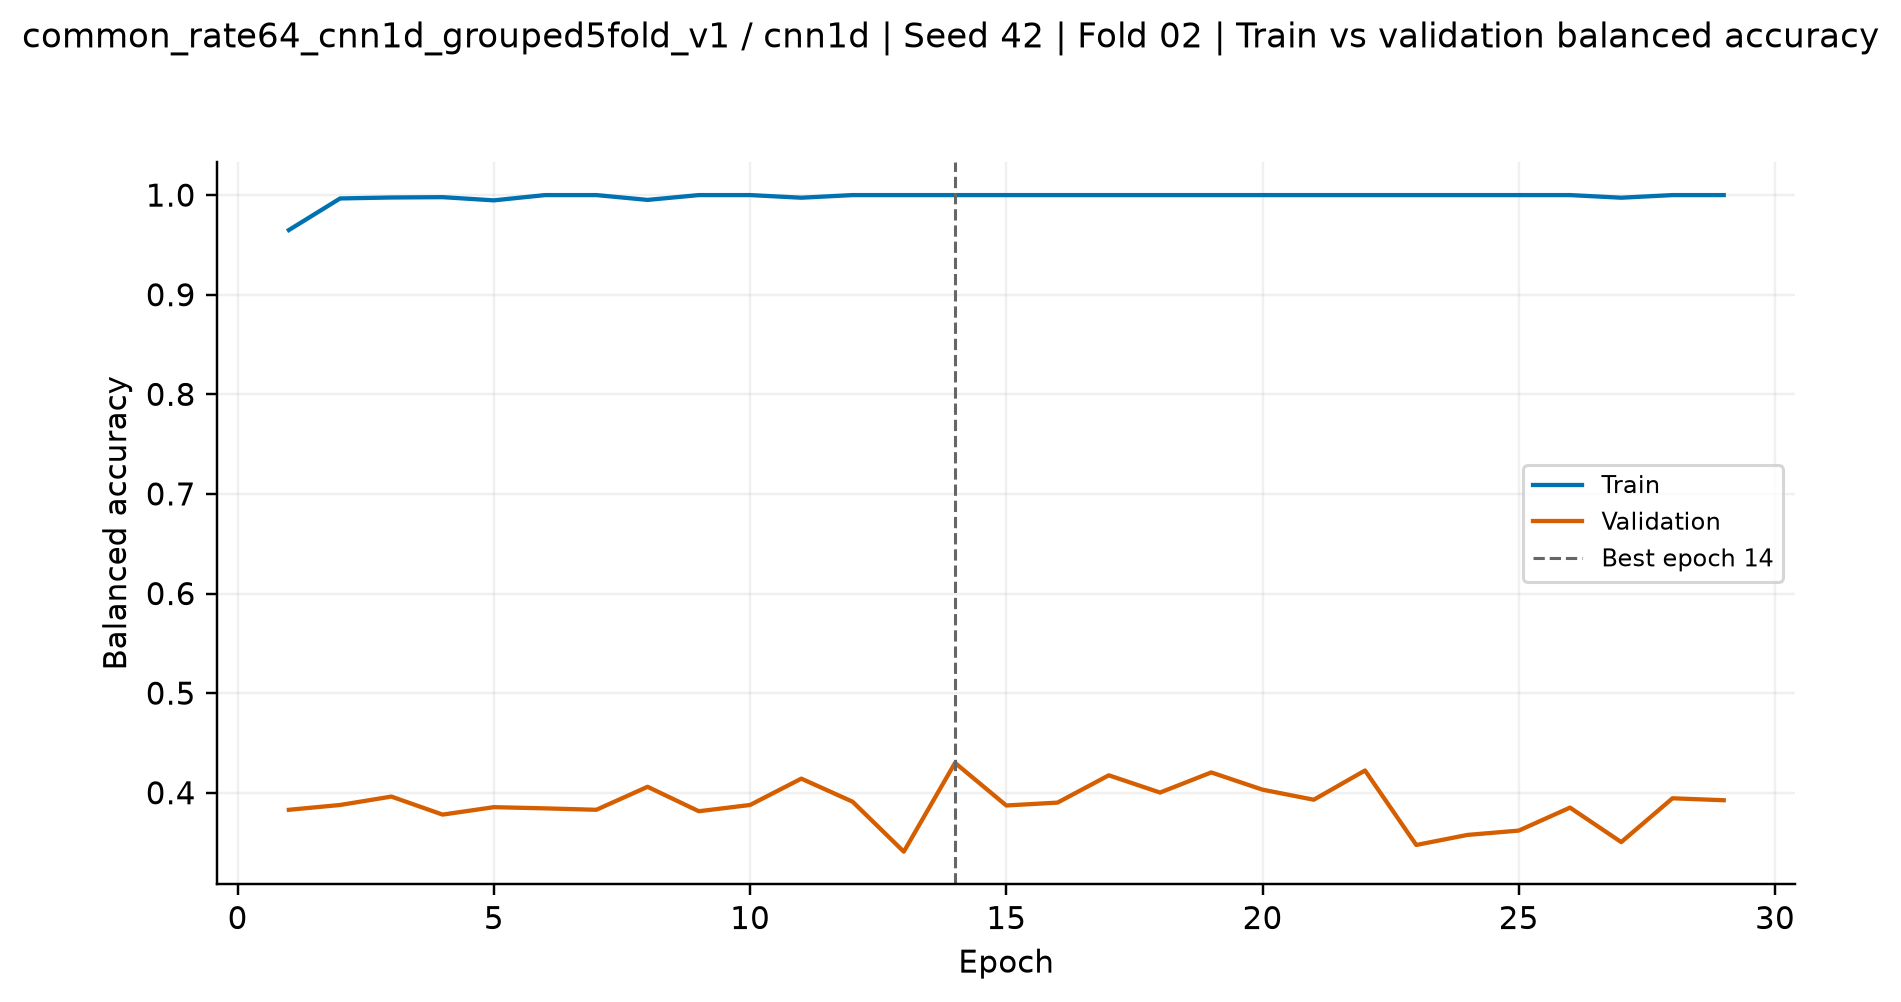 common_rate64_cnn1d_grouped5fold_v1 / cnn1d | Seed 42 | Fold 02 | Train vs validation balanced accuracy
1.0
0.9
0.8
0.7
0.6
0.5
0.4
Balanced accuracy
Train
Validation
Best epoch 14
0 5 10 15 20 25 30
Epoch